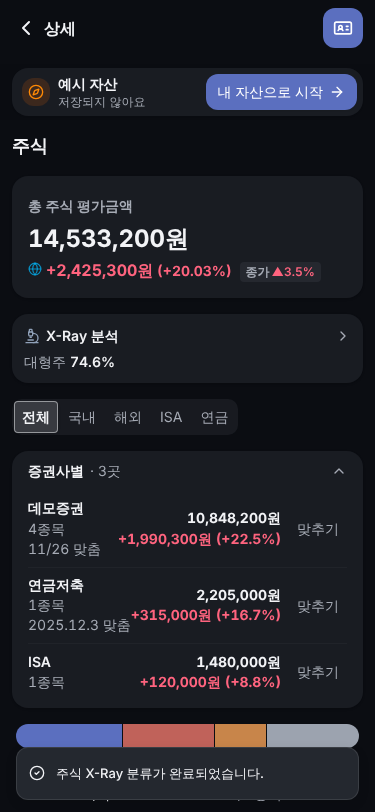 상세
예시 자산
저장되지 않아요
내 자산으로 시작
주식
총 주식 평가금액
14,533,200원
+2,425,300원 (+20.03%) 종가 ▲3.5%
X-Ray 분석
대형주 74.6%
전체 국내 해외 ISA 연금
증권사별 · 3곳
데모증권
4종목
11/26 맞춤
10,848,200원
+1,990,300원 (+22.5%)
맞추기
연금저축
1종목
2025.12.3 맞춤
2,205,000원
+315,000원 (+16.7%)
맞추기
ISA
1종목
1,480,000원
+120,000원 (+8.8%)
맞추기
주식 X-Ray 분류가 완료되었습니다.